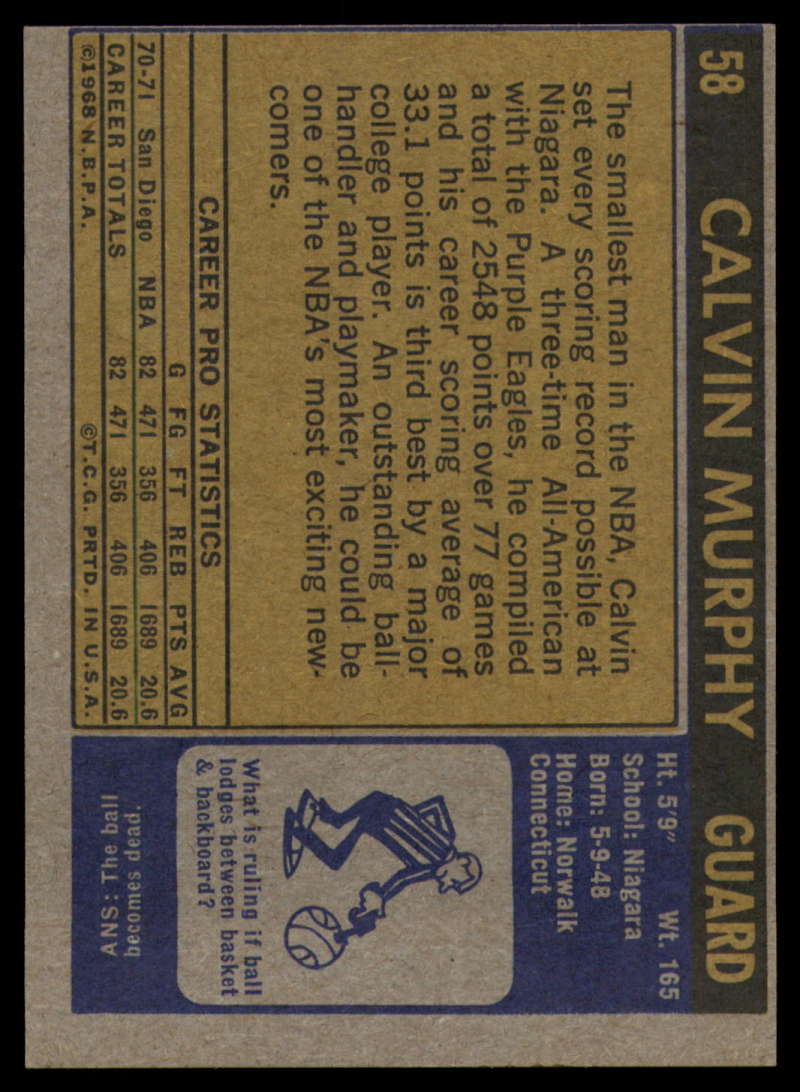 58 CALVIN MURPHY GUARD
The smallest man in the NBA, Calvin
set every scoring record possible at
Niagara. A three-time All-American
with the Purple Eagles, he compiled
a total of 2548 points over 77 games
and his career scoring average of
33.1 points is third best by a major
college player. An outstanding ball-
handler and playmaker, he could be
one of the NBA's most exciting new-
comers.
CAREER PRO STATISTICS
G FG FT REB PTS AVG
70-71 San Diego NBA 82 471 356 406 1689 20.6
CAREER TOTALS 82 471 356 406 1689 20.6
©1968 N.B.P.A. ©T.C.G. PRTD. IN U.S.A.
Ht. 5'9" Wt. 165
School: Niagara
Born: 5-9-48
Home: Norwalk
Connecticut
What is ruling if ball
lodges between basket
& backboard?
ANS: The ball
becomes dead.